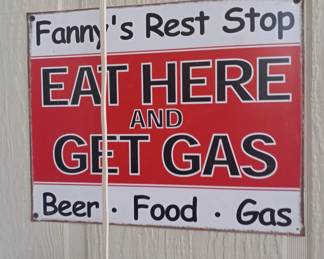 Fanny's Rest Stop
EAT HERE
AND
GET GAS
Beer · Food · Gas